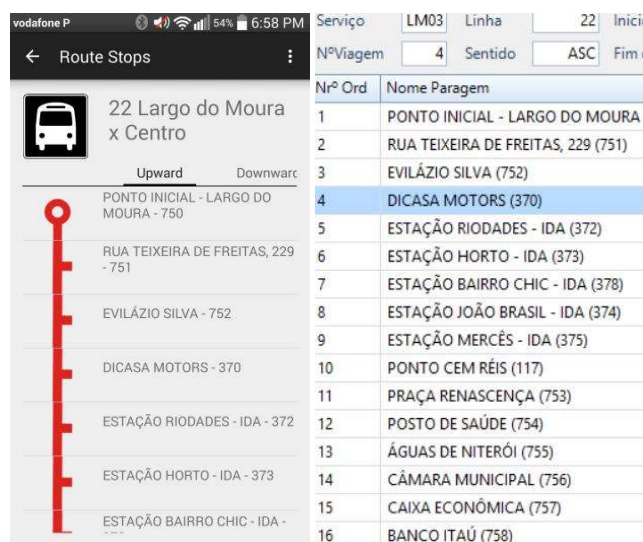 vodafone P 54% 6:58 PM
Route Stops
22 Largo do Moura
x Centro
Upward Downward
PONTO INICIAL - LARGO DO
MOURA - 750
RUA TEIXEIRA DE FREITAS, 229
- 751
EVILÁZIO SILVA - 752
DICASA MOTORS - 370
ESTAÇÃO RIODADES - IDA - 372
ESTAÇÃO HORTO - IDA - 373
ESTAÇÃO BAIRRO CHIC - IDA -
Serviço LM03 Linha 22 Iníci
NºViagem 4 Sentido ASC Fim
Nrº Ord Nome Paragem
1 PONTO INICIAL - LARGO DO MOURA
2 RUA TEIXEIRA DE FREITAS, 229 (751)
3 EVILÁZIO SILVA (752)
4 DICASA MOTORS (370)
5 ESTAÇÃO RIODADES - IDA (372)
6 ESTAÇÃO HORTO - IDA (373)
7 ESTAÇÃO BAIRRO CHIC - IDA (378)
8 ESTAÇÃO JOÃO BRASIL - IDA (374)
9 ESTAÇÃO MERCÊS - IDA (375)
10 PONTO CEM RÉIS (117)
11 PRAÇA RENASCENÇA (753)
12 POSTO DE SAÚDE (754)
13 ÁGUAS DE NITERÓI (755)
14 CÂMARA MUNICIPAL (756)
15 CAIXA ECONÔMICA (757)
16 BANCO ITAÚ (758)